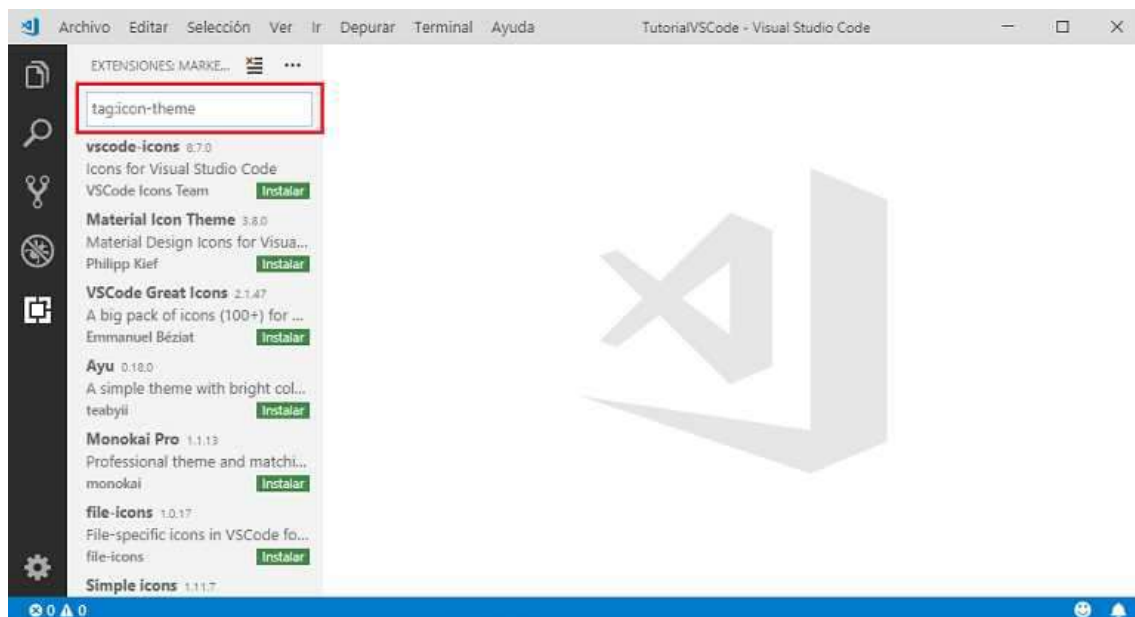 Archivo Editar Selección Ver Ir Depurar Terminal Ayuda TutorialVSCode - Visual Studio Code
EXTENSIONES: MARKE...
tag:icon-theme
vscode-icons 8.7.0
Icons for Visual Studio Code
VSCode Icons Team Instalar
Material Icon Theme 3.8.0
Material Design Icons for Visua...
Philipp Kief Instalar
VSCode Great Icons 2.1.47
A big pack of icons (100+) for ...
Emmanuel Béziat Instalar
Ayu 0.18.0
A simple theme with bright col...
teabyii Instalar
Monokai Pro 1.1.13
Professional theme and matchi...
monokai Instalar
file-icons 1.0.17
File-specific icons in VSCode fo...
file-icons Instalar
Simple icons 1.11.7
0 0